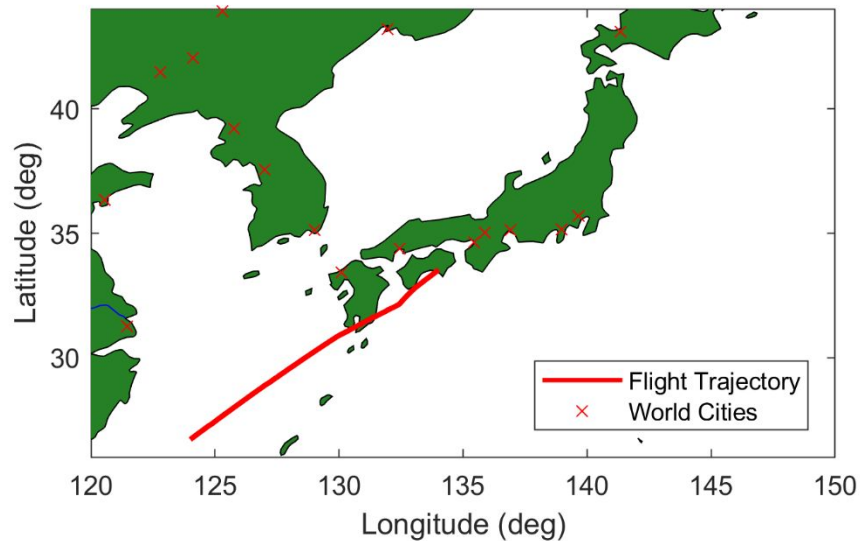 Latitude (deg)
40
35
30
120
125
130
135
140
145
150
Longitude (deg)
Flight Trajectory
World Cities